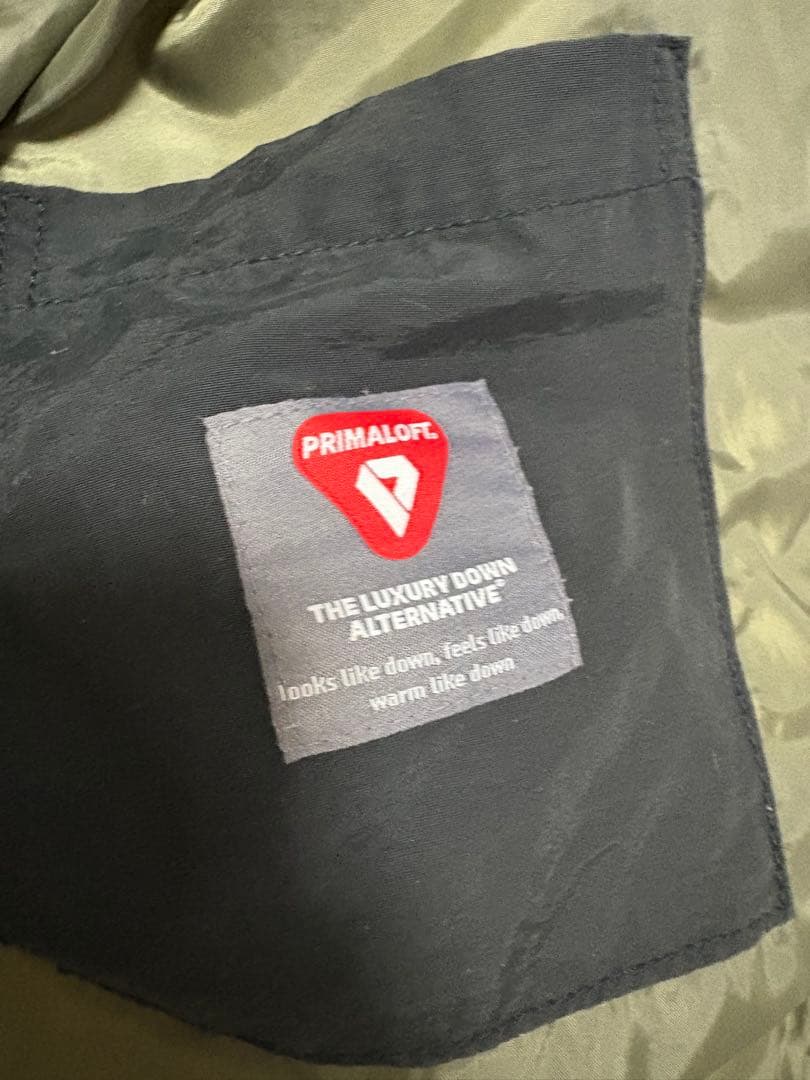 PRIMALOFT®
THE LUXURY DOWN
ALTERNATIVE®
looks like down, feels like down,
warm like down